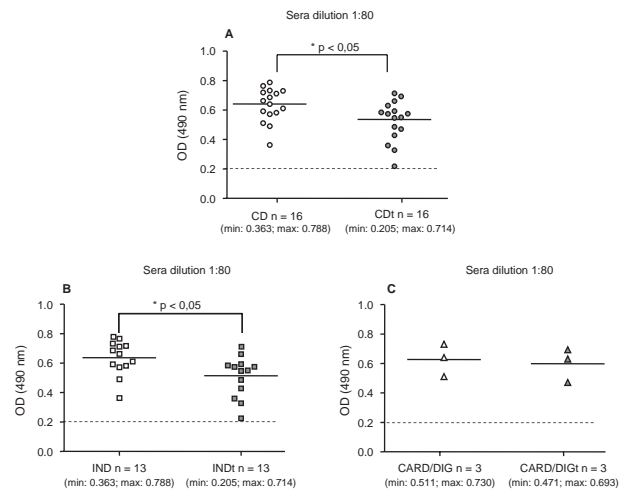 Sera dilution 1:80
A
* p < 0,05
OD (490 nm)
1.0
0.8
0.6
0.4
0.2
0.0
CD n = 16
(min: 0.363; max: 0.788)
CDt n = 16
(min: 0.205; max: 0.714)
B
Sera dilution 1:80
* p < 0,05
OD (490 nm)
1.0
0.8
0.6
0.4
0.2
0.0
IND n = 13
(min: 0.363; max: 0.788)
INDt n = 13
(min: 0.205; max: 0.714)
C
Sera dilution 1:80
OD (490 nm)
1.0
0.8
0.6
0.4
0.2
0.0
CARD/DIG n = 3
(min: 0.511; max: 0.730)
CARD/DIGt n = 3
(min: 0.471; max: 0.693)